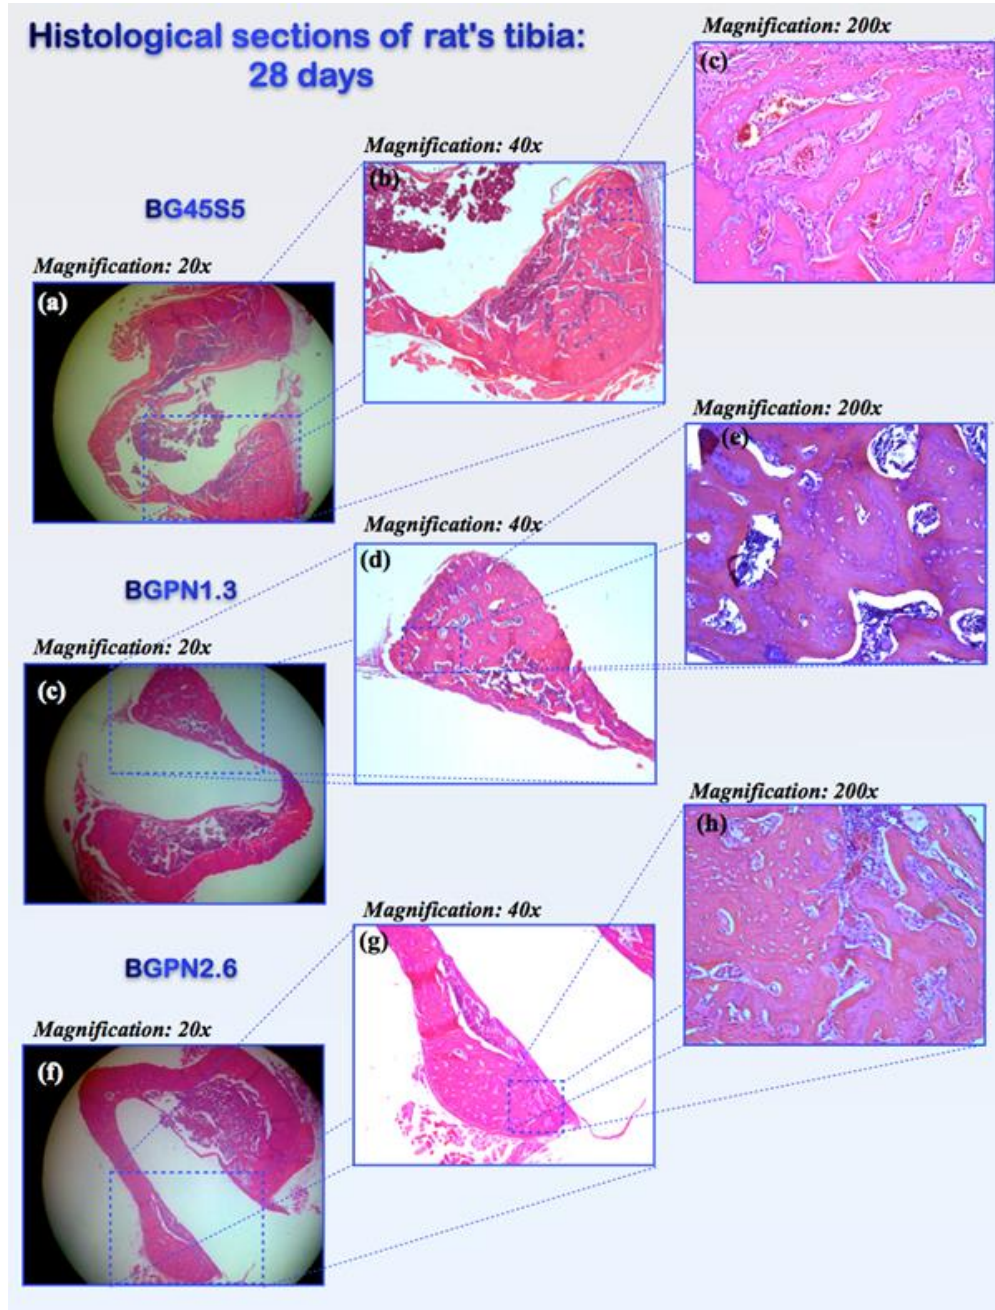 Histological sections of rat's tibia:
28 days
Magnification: 200x
(c)
Magnification: 40x
(b)
BG45S5
Magnification: 20x
(a)
Magnification: 200x
(e)
Magnification: 40x
(d)
BGPN1.3
Magnification: 20x
(c)
Magnification: 200x
(h)
Magnification: 40x
(g)
BGPN2.6
Magnification: 20x
(f)